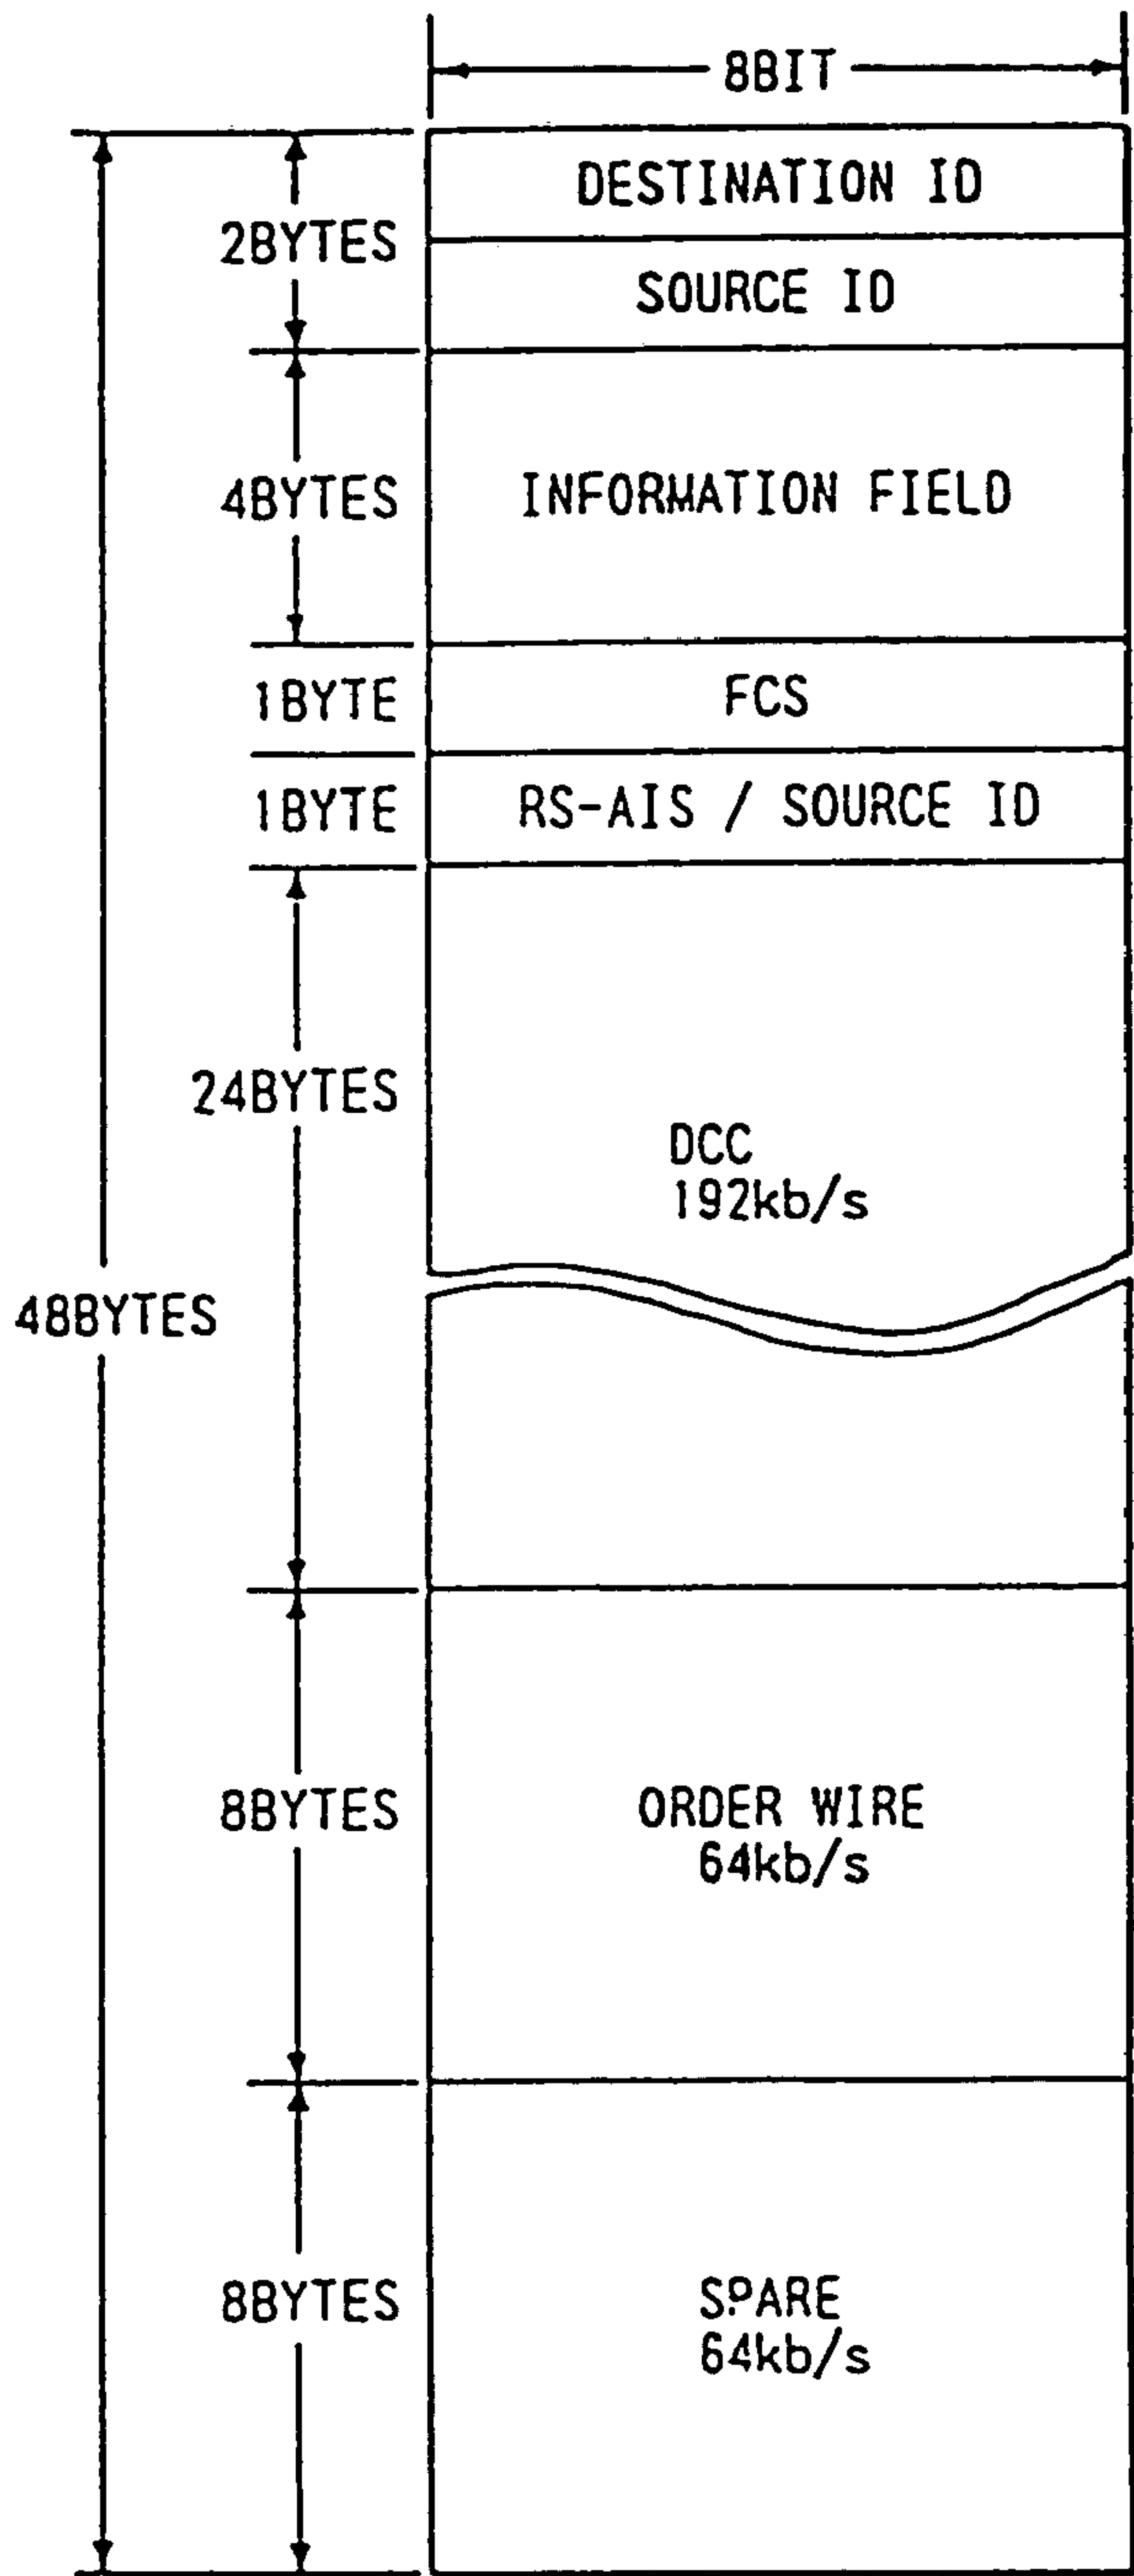 8BIT
DESTINATION ID
2BYTES
SOURCE ID
4BYTES
INFORMATION FIELD
1BYTE
FCS
1BYTE
RS-AIS / SOURCE ID
24BYTES
DCC
192kb/s
48BYTES
8BYTES
ORDER WIRE
64kb/s
8BYTES
SPARE
64kb/s